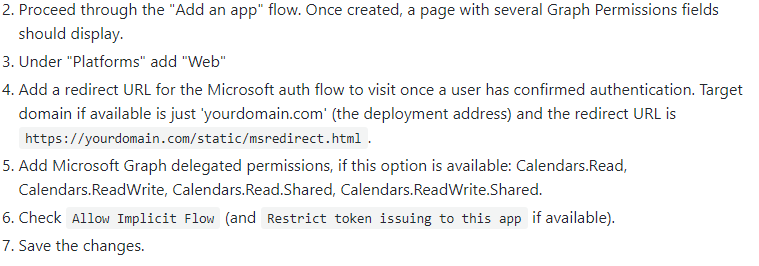 2. Proceed through the "Add an app" flow. Once created, a page with several Graph Permissions fields
should display.
3. Under "Platforms" add "Web"
4. Add a redirect URL for the Microsoft auth flow to visit once a user has confirmed authentication. Target
domain if available is just 'yourdomain.com' (the deployment address) and the redirect URL is
https://yourdomain.com/static/msredirect.html .
5. Add Microsoft Graph delegated permissions, if this option is available: Calendars.Read,
Calendars.ReadWrite, Calendars.Read.Shared, Calendars.ReadWrite.Shared.
6. Check Allow Implicit Flow (and Restrict token issuing to this app if available).
7. Save the changes.